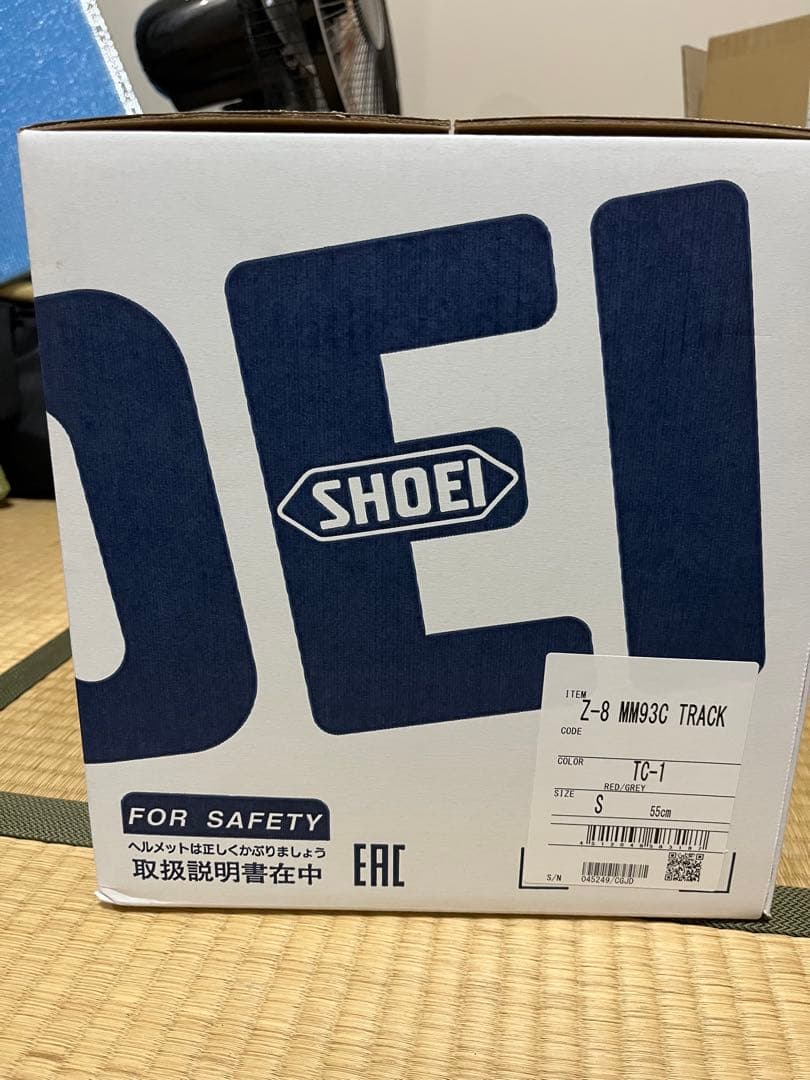 OEI
SHOEI
ITEM
Z-8 MM93C TRACK
CODE
COLOR
TC-1
RED/GREY
SIZE
S 55cm
S/N
045249/CGJD
FOR SAFETY
ヘルメットは正しくかぶりましょう
取扱説明書在中
EAC